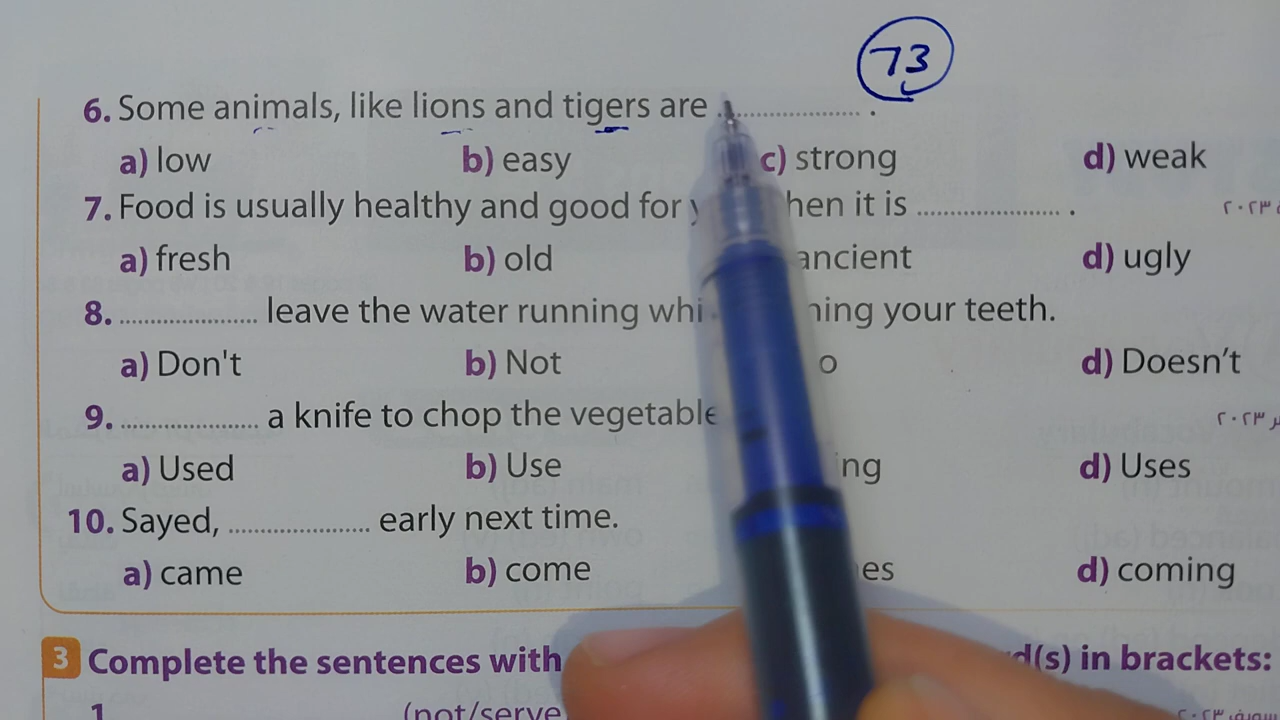 73
6. Some animals, like lions and tigers are .................... .
a) low b) easy c) strong d) weak
7. Food is usually healthy and good for hen it is .................... .
٢٠٢٣
a) fresh b) old ancient d) ugly
8. .................... leave the water running whi ning your teeth.
a) Don't b) Not o d) Doesn't
9. .................... a knife to chop the vegetable
٢٠٢٣
a) Used b) Use ing d) Uses
10. Sayed, .................... early next time.
a) came b) come es d) coming
3 Complete the sentences with d(s) in brackets:
1 (not/serve